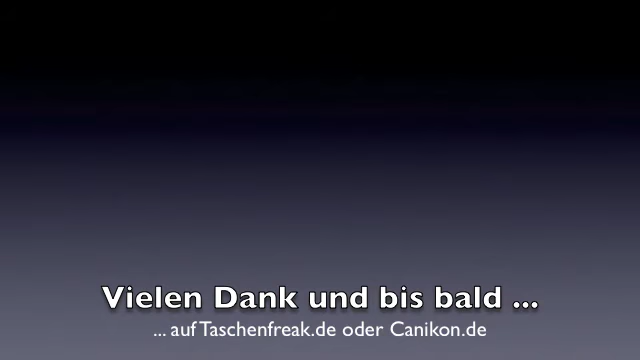 Vielen Dank und bis bald ...
... auf Taschenfreak.de oder Canikon.de